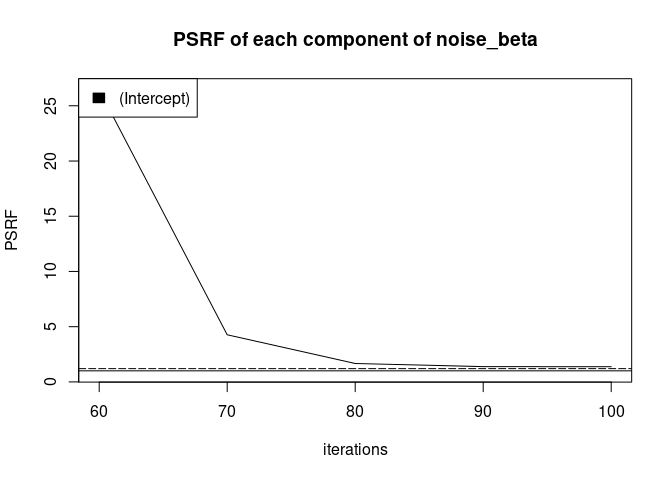 PSRF of each component of noise_beta
(Intercept)
25
20
15
10
5
0
PSRF
60 70 80 90 100
iterations